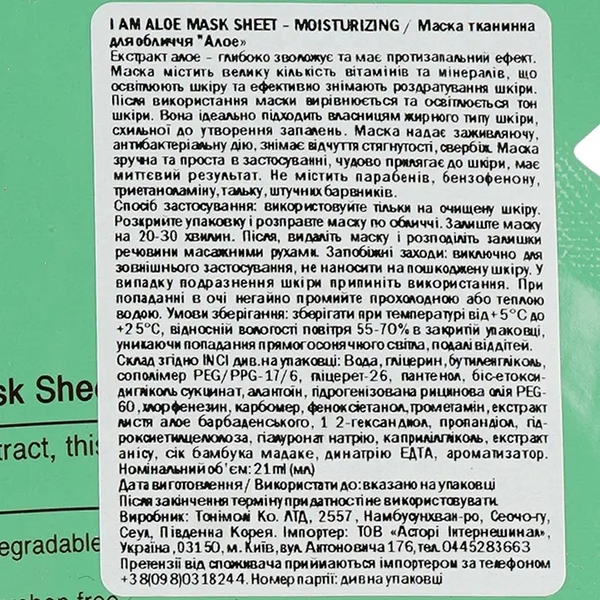 I AM ALOE MASK SHEET - MOISTURIZING / Маска тканинна
для обличчя "Алое»
Екстракт алое - глибоко зволожує та має протизапальний ефект.
Маска містить велику кількість вітамінів та мінералів, що
освітлюють шкіру та ефективно знімають роздратування шкіри.
Після використання маски вирівнюється та освітлюється тон
шкіри. Вона ідеально підходить власницям жирного типу шкіри,
схильної до утворення запалень. Маска надає заживляючу,
антибактеріальну дію, знімає відчуття стягнутості, свербіж. Маска
зручна та проста в застосуванні, чудово прилягає до шкіри, має
миттєвий результат. Не містить парабенів, бензофенону,
триетаноламіну, тальку, штучних барвників.
Спосіб застосування: використовуйте тільки на очищену шкіру.
Розкрийте упаковку і розправте маску по обличчі. Залиште маску
на 20-30 хвилин. Після, видаліть маску і розподіліть залишки
речовини масажними рухами. Запобіжні заходи: виключно для
зовнішнього застосування, не наносити на пошкоджену шкіру. У
випадку подразнення шкіри припиніть використання. При
попаданні в очі негайно промийте прохолодною або теплою
водою. Умови зберігання: зберігати при температурі від +5°С до
+25°С, відносній вологості повітря 55-70% в закритій упаковці,
уникаючи попадання прямого сонячного світла, подалі від дітей.
Склад згідно INCI див. на упаковці: Вода, гліцерин, бутиленгліколь,
сополімер PEG/PPG-17/6, гліцерет-26, пантенол, біс-етокси-
дигліколь сукцинат, алантоїн, гідрогенізована рицинова олія PEG-
60, хлорфенезин, карбомер, феноксіетанол, трометамін, екстракт
листя алое барбаденського, 1 2-гександиол, пропандіол, гід-
роксиетилцелюлоза, гіалуронат натрію, каприлілгліколь, екстракт
анісу, сік бамбука мадаке, динатрію ЕДТА, ароматизатор.
Номінальний об'єм: 21 ml (мл)
Дата виготовлення / Використати до: вказано на упаковці
Після закінчення терміну придатності не використовувати.
Виробник: Тонімолі Ко. ЛТД, 2557, Намбусунхван-ро, Сеочо-гу,
Сеул, Південна Корея. Імпортер: ТОВ «Асторі Інтернешинал»,
Україна, 03150, м. Київ, вул. Антоновича 176, тел. 0445283663
Претензії від споживача приймаються імпортером за телефоном
+38(098)0318244. Номер партії: див на упаковці
sk Shee
tract, this
egradable